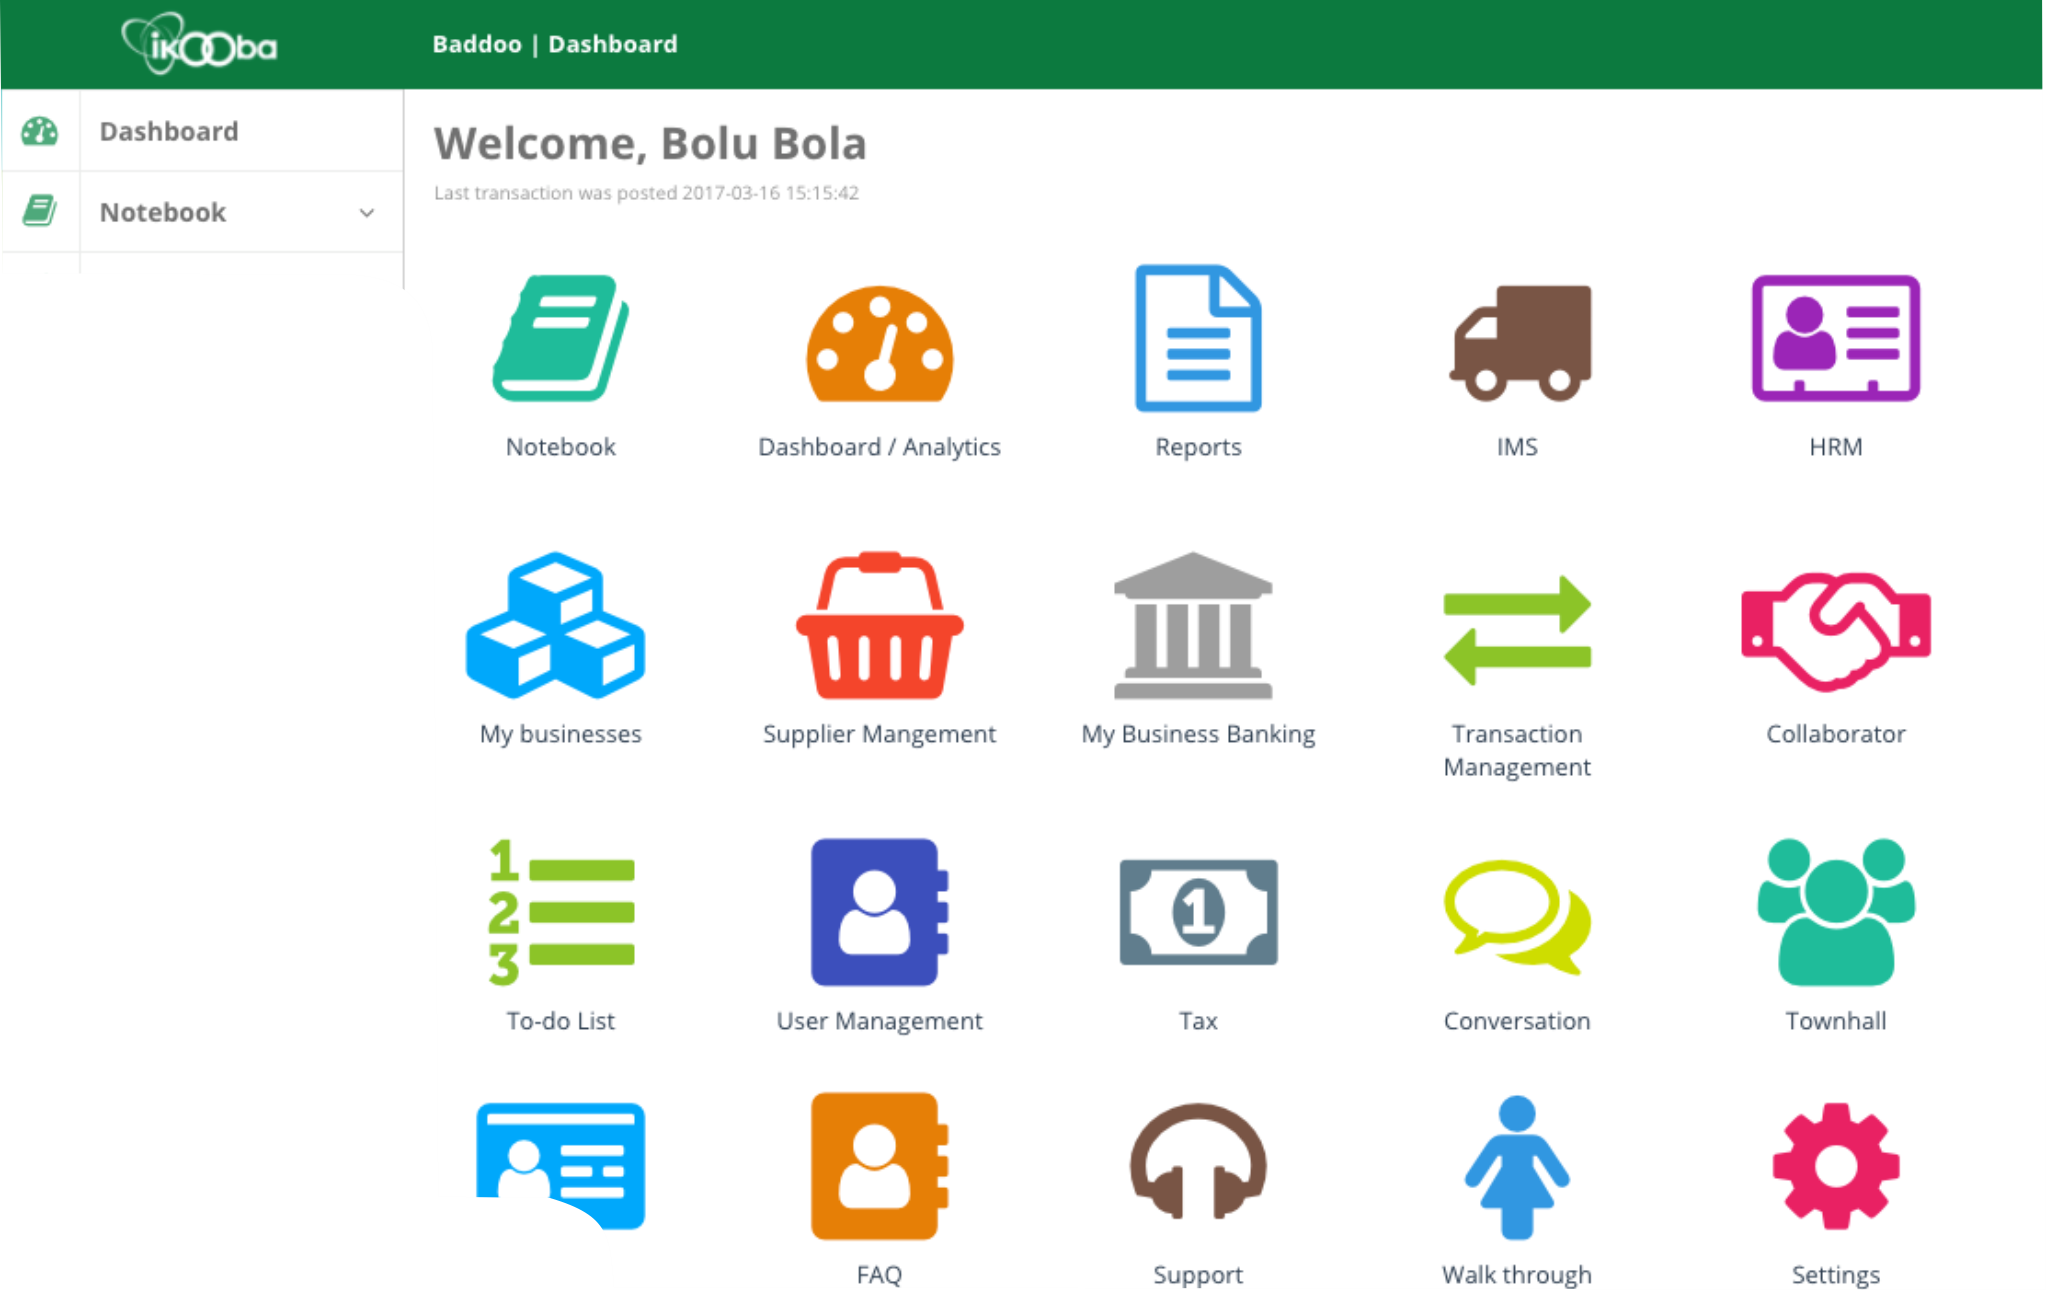 ikOOba
Baddoo | Dashboard
Dashboard
Notebook
Welcome, Bolu Bola
Last transaction was posted 2017-03-16 15:15:42
Notebook
Dashboard / Analytics
Reports
IMS
HRM
My businesses
Supplier Mangement
My Business Banking
Transaction
Management
Collaborator
1
2
3
To-do List
User Management
1
Tax
Conversation
Townhall
FAQ
Support
Walk through
Settings